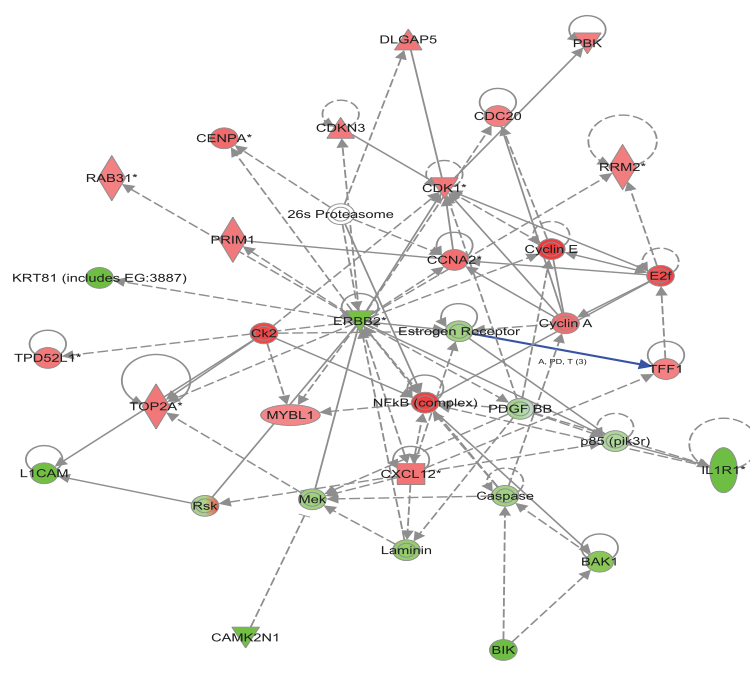 DLGAP5
PBK
CDC20
CDKN3
CENPA*
RRM2*
RAB31*
CDK1*
26s Proteasome
PRIM1
Cyclin E
CCNA2*
KRT81 (includes EG:3887)
E2f
ERBB2*
Cyclin A
Ck2
Estrogen Receptor
TPD52L1*
A, PD, T (3)
TFF1
TOP2A*
NFkB (complex)
PDGF BB
MYBL1
p85 (pik3r)
L1CAM
CXCL12*
IL1R1*
Caspase
Mek
Rsk
Laminin
BAK1
CAMK2N1
BIK